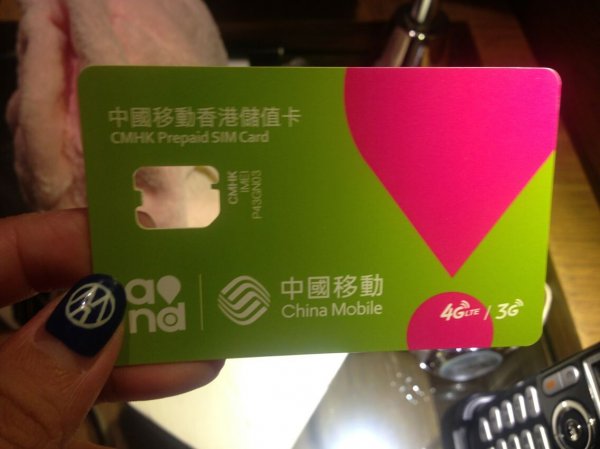 中國移動香港儲值卡
CMHK Prepaid SIM Card
CMHK
IMEI
P43GN03
a
nd
中國移動
China Mobile
4G LTE / 3G